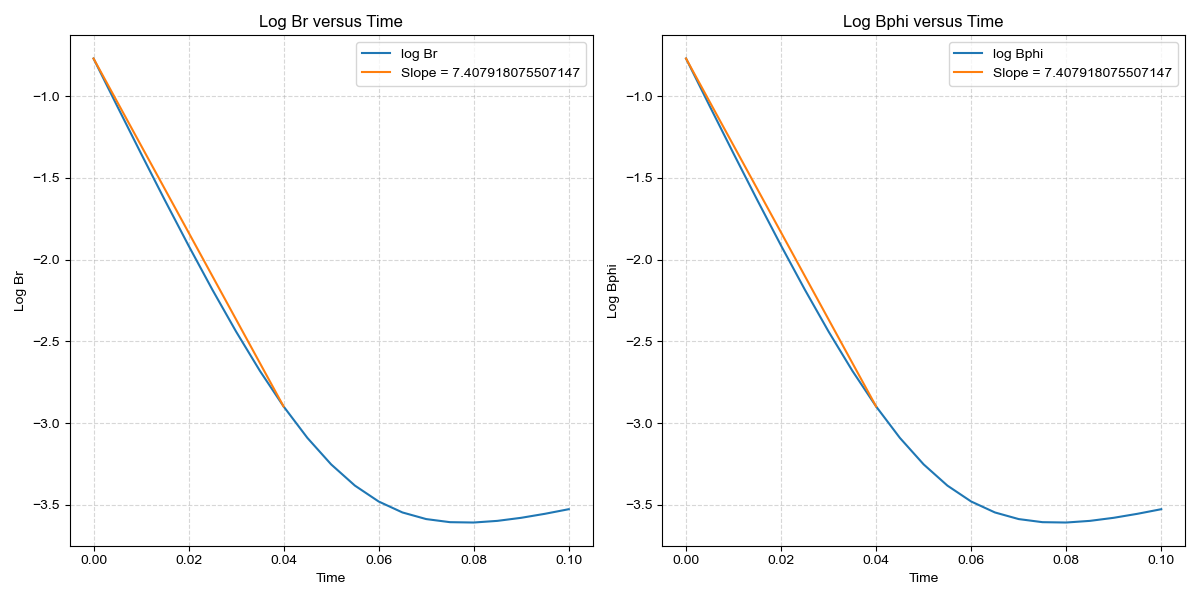 Log Br versus Time
log Br
Slope = 7.407918075507147
−1.0
−1.5
−2.0
−2.5
−3.0
−3.5
Log Br
0.00 0.02 0.04 0.06 0.08 0.10
Time
Log Bphi versus Time
log Bphi
Slope = 7.407918075507147
−1.0
−1.5
−2.0
−2.5
−3.0
−3.5
Log Bphi
0.00 0.02 0.04 0.06 0.08 0.10
Time